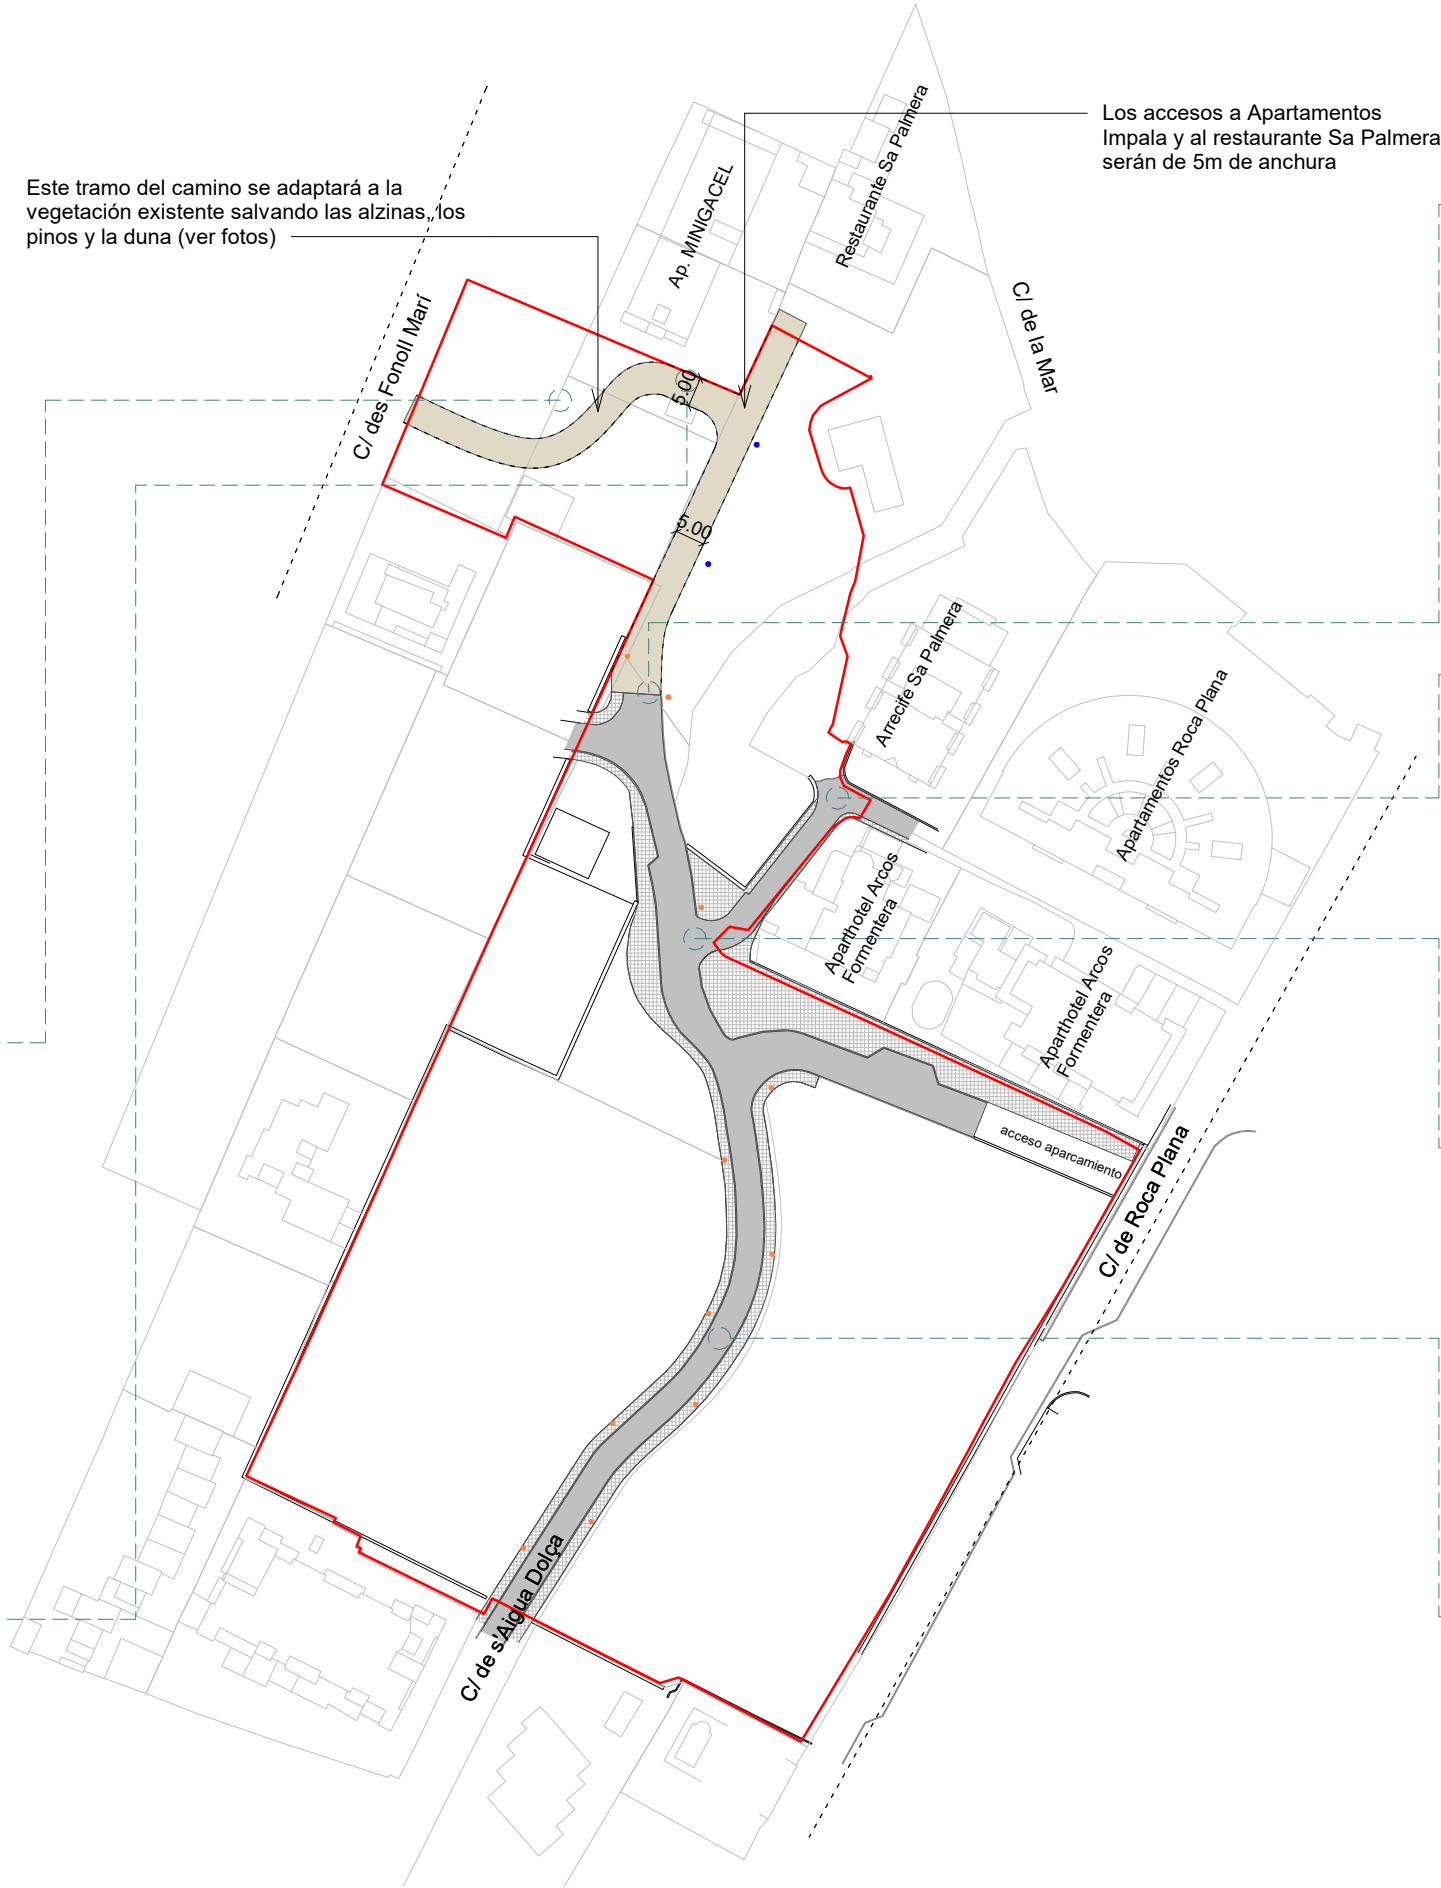 Los accesos a Apartamentos
Impala y al restaurante Sa Palmera
serán de 5m de anchura
Este tramo del camino se adaptará a la
vegetación existente salvando las alzinas, los
pinos y la duna (ver fotos)
Restaurante Sa Palmera
Ap. MINIGACEL
C/ de la Mar
C/ des Fonoll Marí
5.00
5.00
Arrecife Sa Palmera
Apartamentos Roca Plana
Aparthotel Arcos
Formentera
Aparthotel Arcos
Formentera
acceso aparcamiento
C/ de Roca Plana
C/ de s'Aigua Dolça